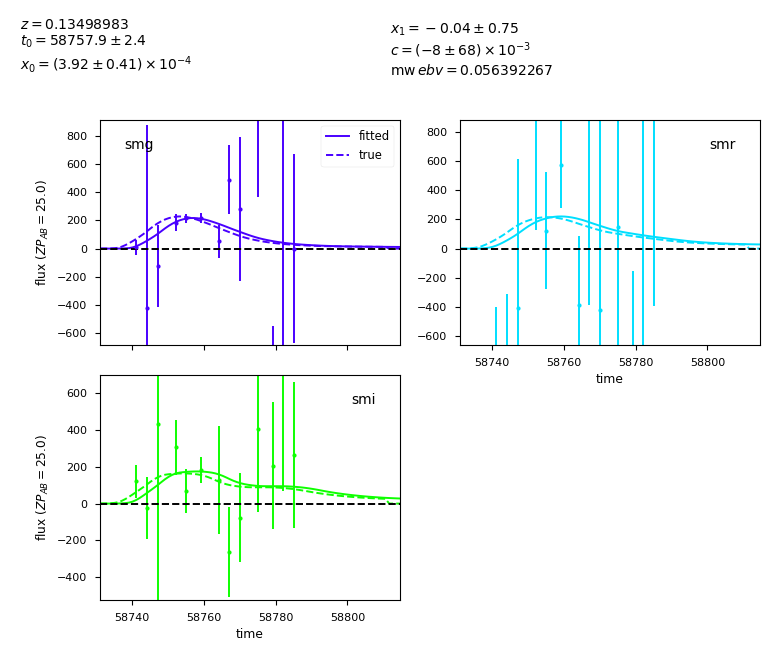 z = 0.13498983
t₀ = 58757.9 ± 2.4
x₀ = (3.92 ± 0.41) × 10⁻⁴
x₁ = −0.04 ± 0.75
c = (−8 ± 68) × 10⁻³
mw ebv = 0.056392267
smg
fitted
true
800
600
400
200
0
−200
−400
−600
flux (ZP_AB = 25.0)
smr
800
600
400
200
0
−200
−400
−600
58740 58760 58780 58800
time
smi
600
400
200
0
−200
−400
flux (ZP_AB = 25.0)
58740 58760 58780 58800
time